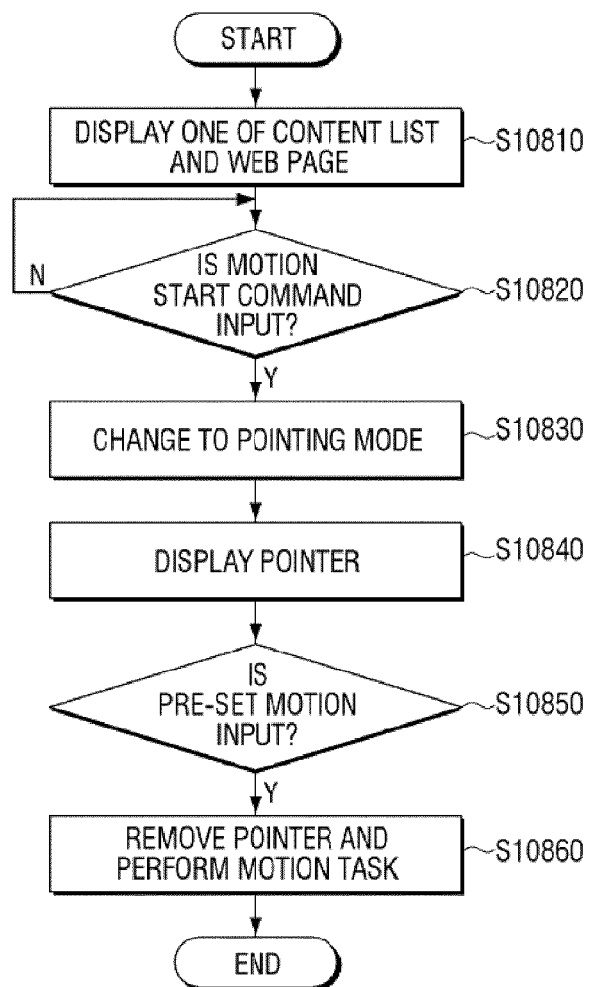 START
DISPLAY ONE OF CONTENT LIST
AND WEB PAGE
S10810
N
IS MOTION
START COMMAND
INPUT?
S10820
Y
CHANGE TO POINTING MODE
S10830
DISPLAY POINTER
S10840
IS
PRE-SET MOTION
INPUT?
S10850
Y
REMOVE POINTER AND
PERFORM MOTION TASK
S10860
END